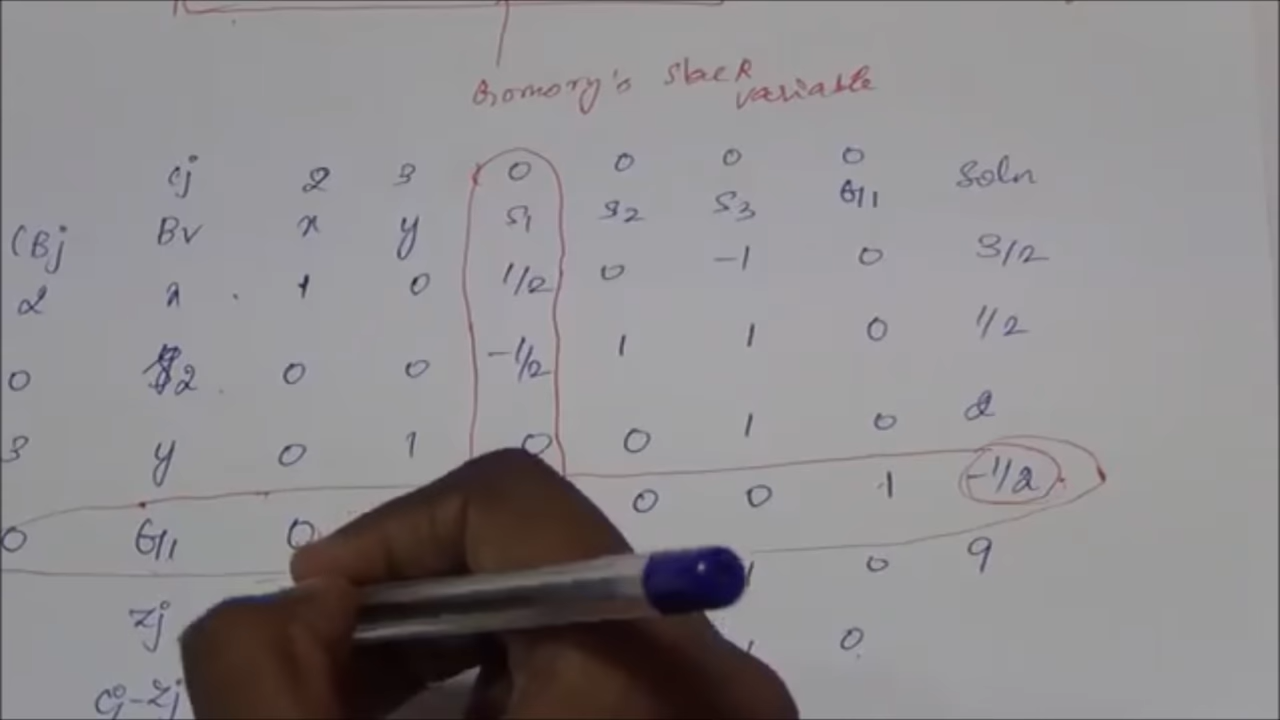 Gomory's slack variable
Cj 2 3 0 0 0 0 Soln
CBj BV x y S1 S2 S3 G1
2 x 1 0 1/2 0 -1 0 3/2
0 S2 0 0 -1/2 1 1 0 1/2
3 y 0 1 0 0 1 0 2
0 G1 0 0 0 1 -1/2
Zj 1 0 9
Cj-Zj 1 0